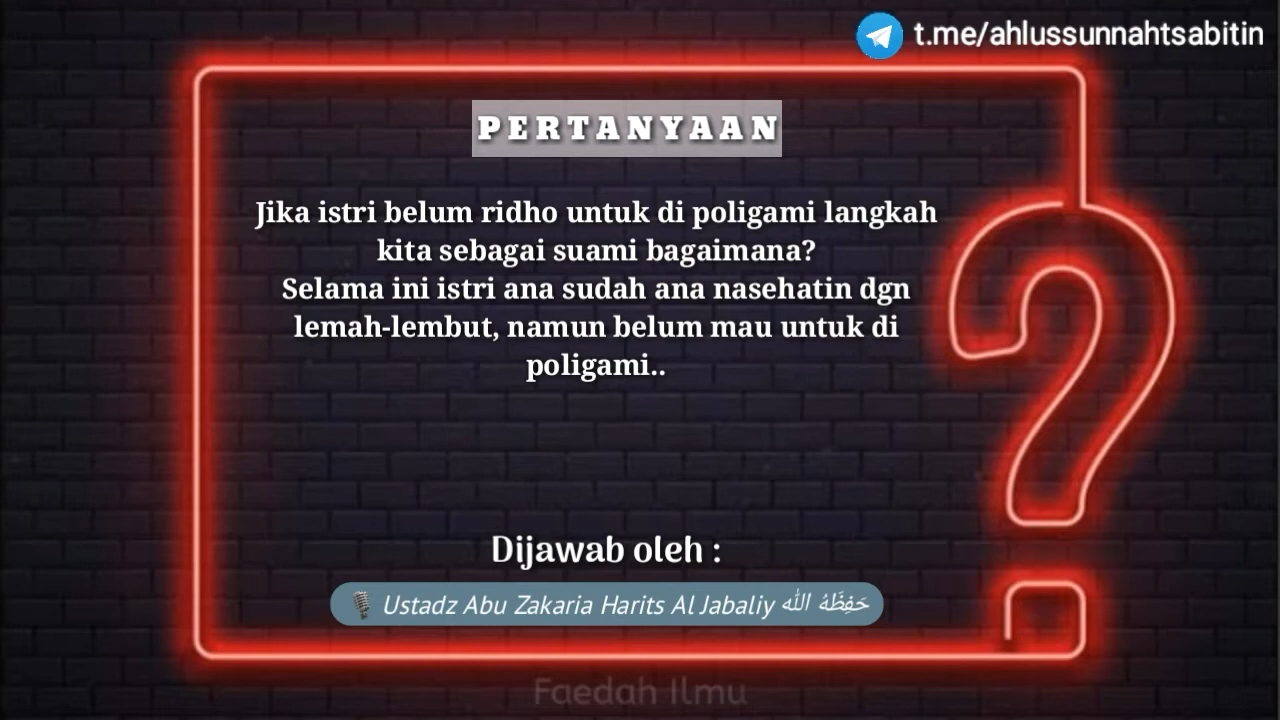 t.me/ahlussunnahtsabitin
PERTANYAAN
Jika istri belum ridho untuk di poligami langkah
kita sebagai suami bagaimana?
Selama ini istri ana sudah ana nasehatin dgn
lemah-lembut, namun belum mau untuk di
poligami..
Dijawab oleh :
Ustadz Abu Zakaria Harits Al Jabaliy حَفِظَهُ الله
Faedah Ilmu